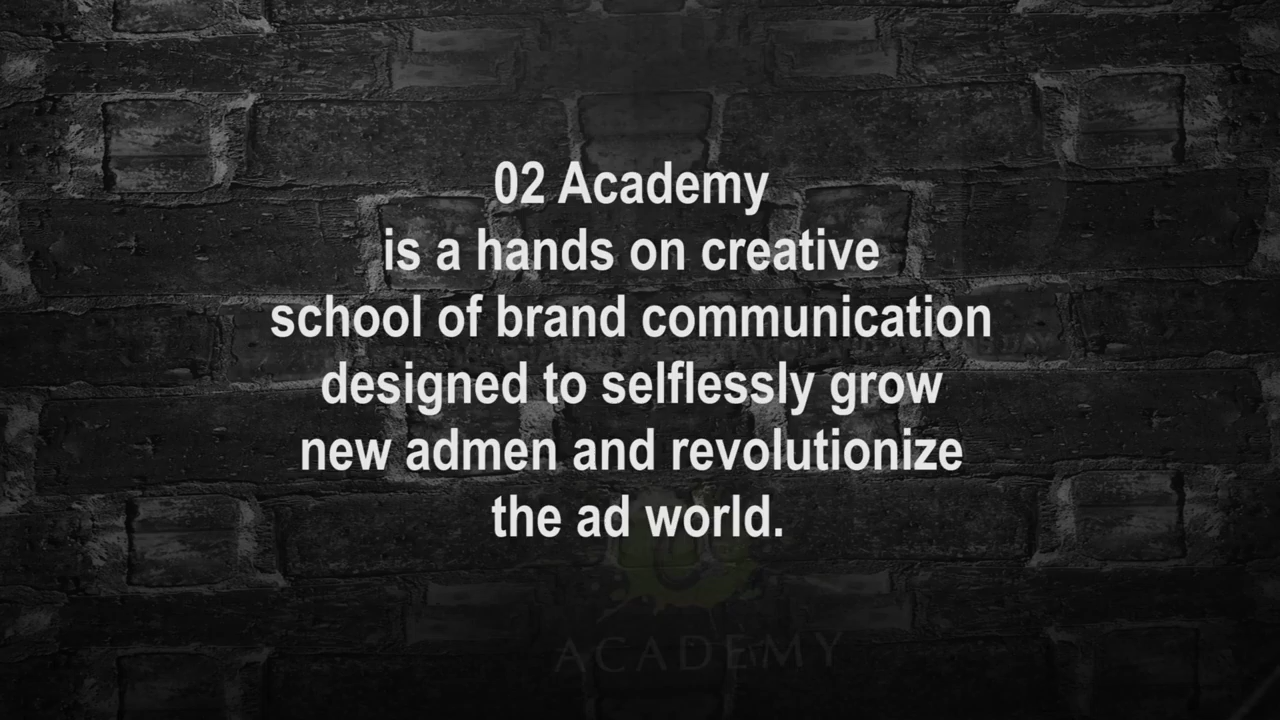 02 Academy
is a hands on creative
school of brand communication
designed to selflessly grow
new admen and revolutionize
the ad world.
ACADEMY